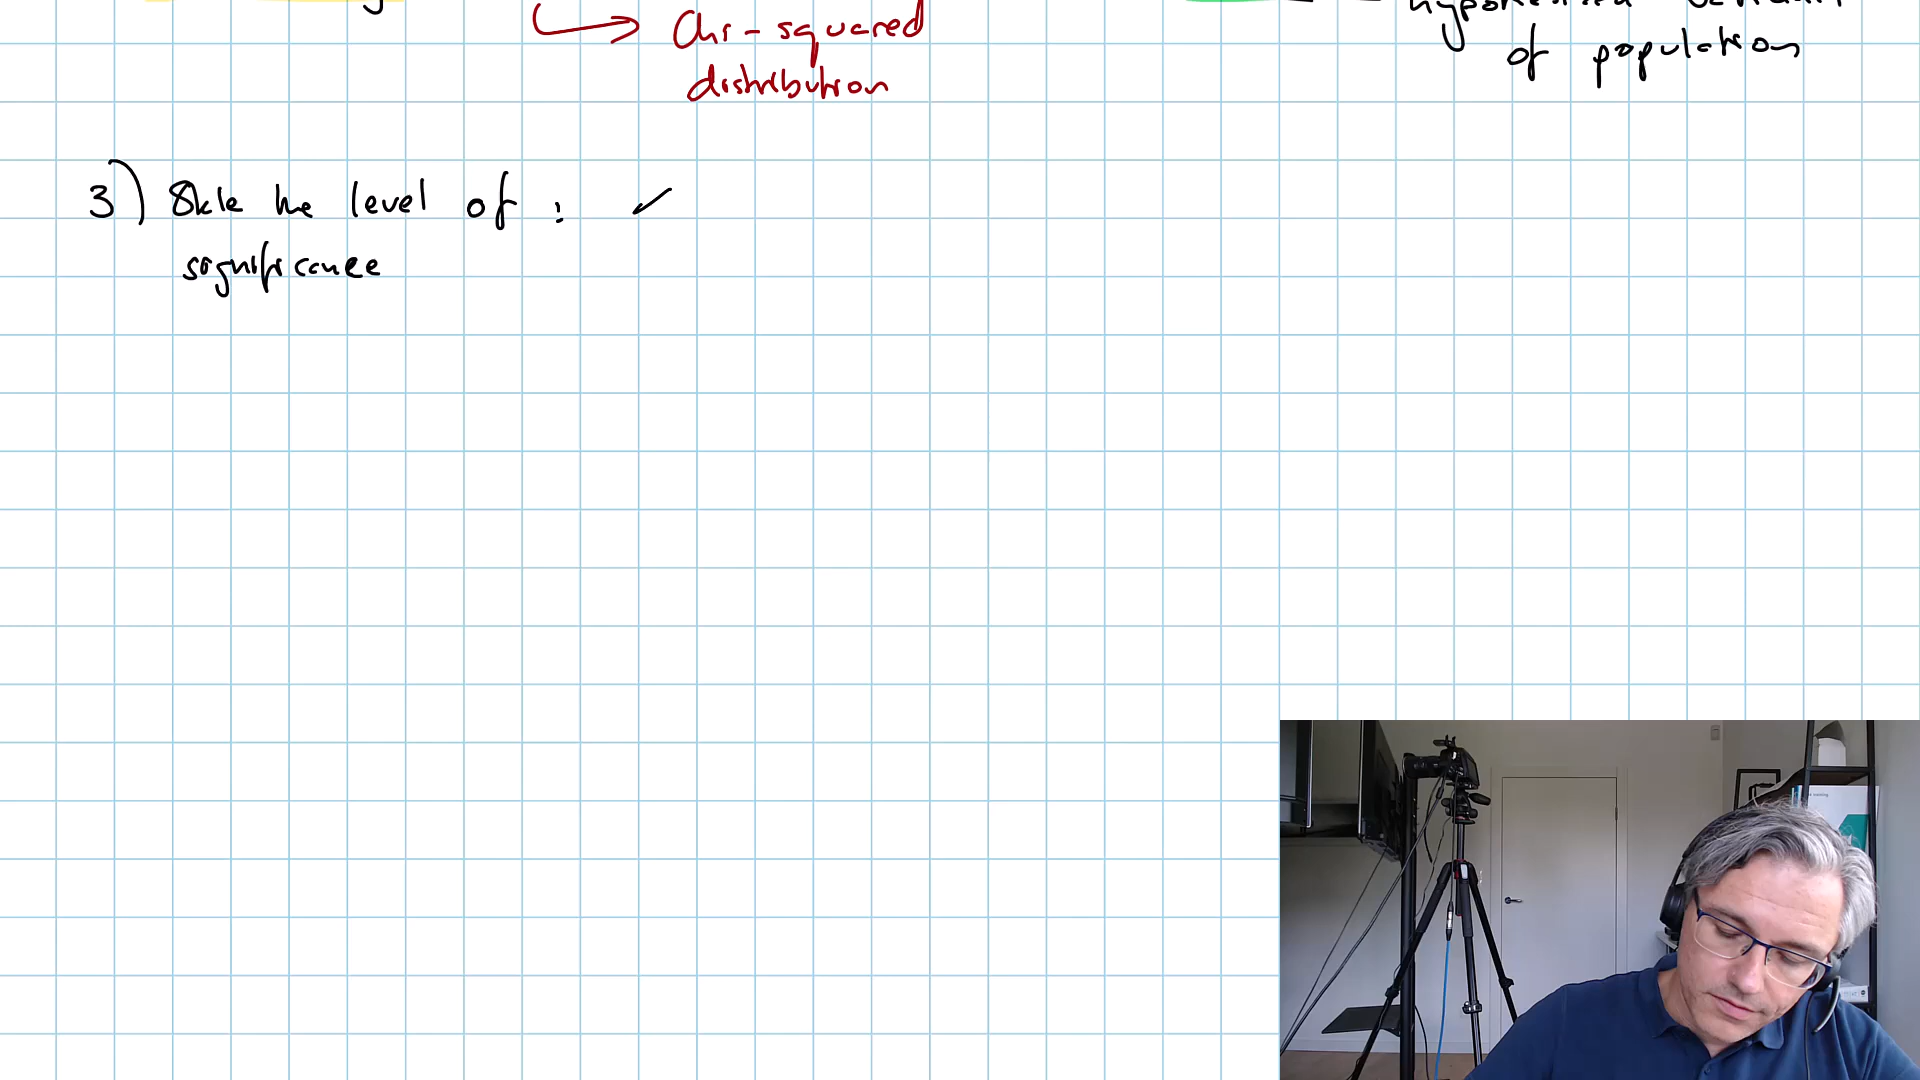 Chi-squared
distribution
of population
3) State the level of :
significance